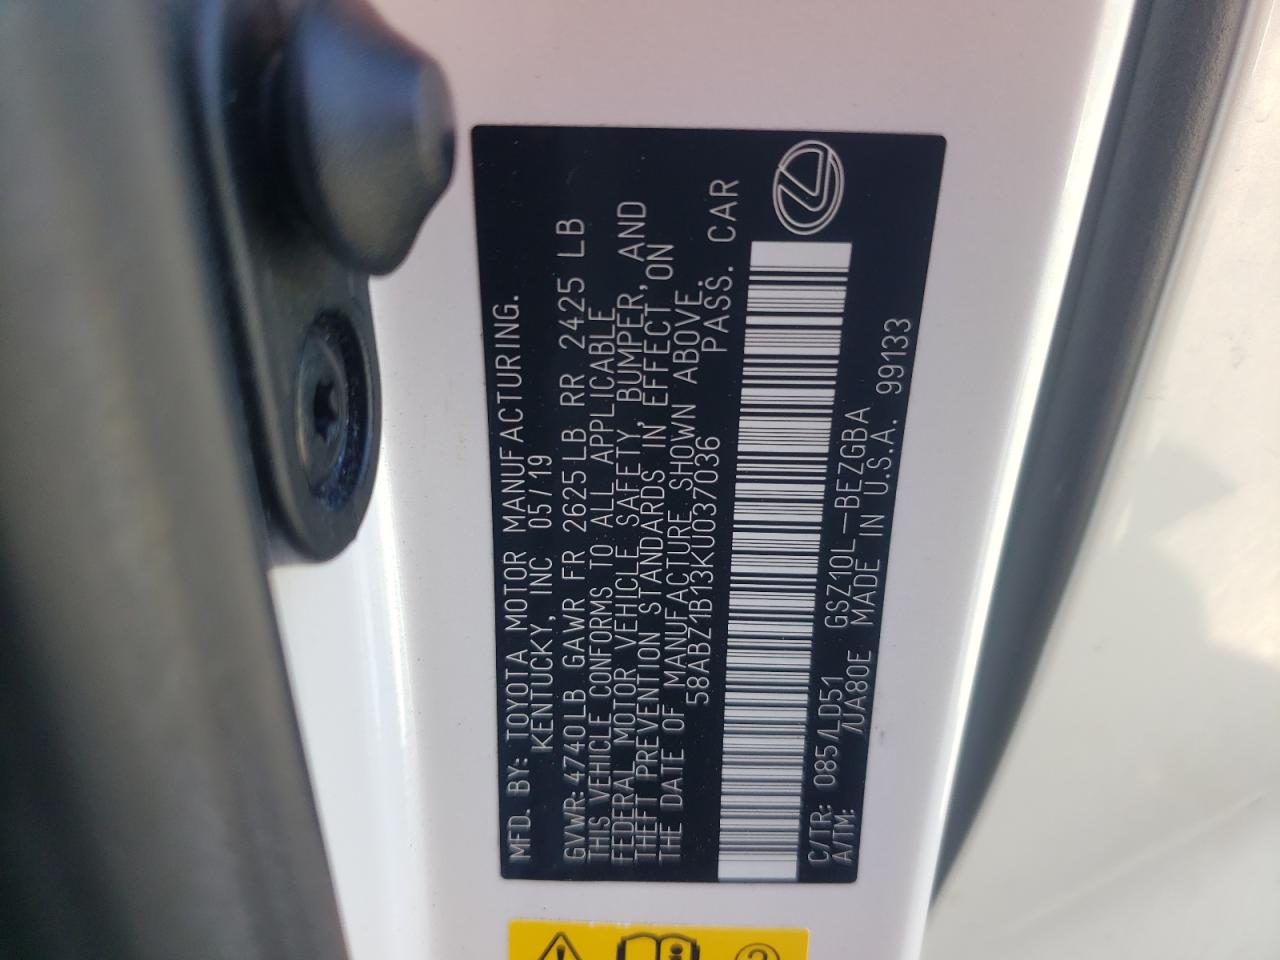 MFD. BY: TOYOTA MOTOR MANUFACTURING.
KENTUCKY, INC 05/19
GVWR: 4740LB GAWR FR 2625LB RR 2425 LB
THIS VEHICLE CONFORMS TO ALL APPLICABLE
FEDERAL MOTOR VEHICLE SAFETY, BUMPER, AND
THEFT PREVENTION STANDARDS IN EFFECT ON
THE DATE OF MANUFACTURE SHOWN ABOVE.
58ABZ1B13KU037036 PASS. CAR
C/TR: 085/LD51 GSZ10L-BEZGBA
A/TM: /UA80E MADE IN U.S.A. 99133